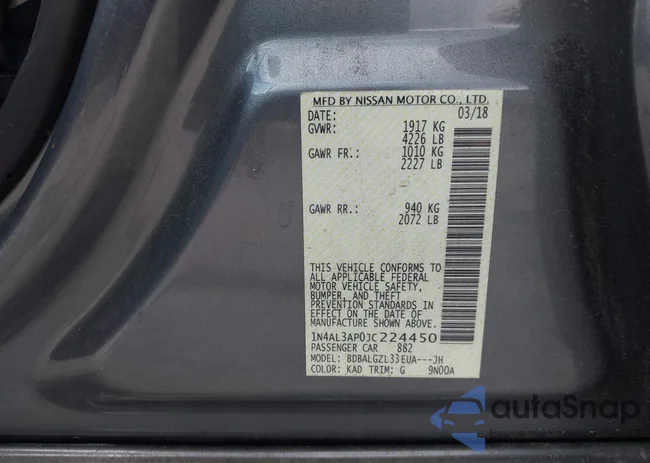 MFD BY NISSAN MOTOR CO., LTD.
DATE: 03/18
GVWR: 1917 KG
4226 LB
GAWR FR.: 1010 KG
2227 LB
GAWR RR.: 940 KG
2072 LB
THIS VEHICLE CONFORMS TO
ALL APPLICABLE FEDERAL
MOTOR VEHICLE SAFETY,
BUMPER, AND THEFT
PREVENTION STANDARDS IN
EFFECT ON THE DATE OF
MANUFACTURE SHOWN ABOVE.
1N4AL3AP0JC224450
PASSENGER CAR 882
MODEL: BDBALGZL33EUA---JH
COLOR: KAD TRIM: G 9N00A
autoSnap